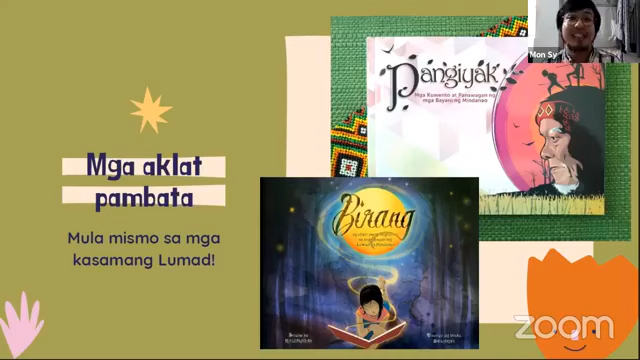 Mon Sy
Pangiyak
Mga Kuwento at Panawagan ng
mga Bayani ng Mindanao
Mga aklat
pambata
Mula mismo sa mga
kasamang Lumad!
Birang
zoom